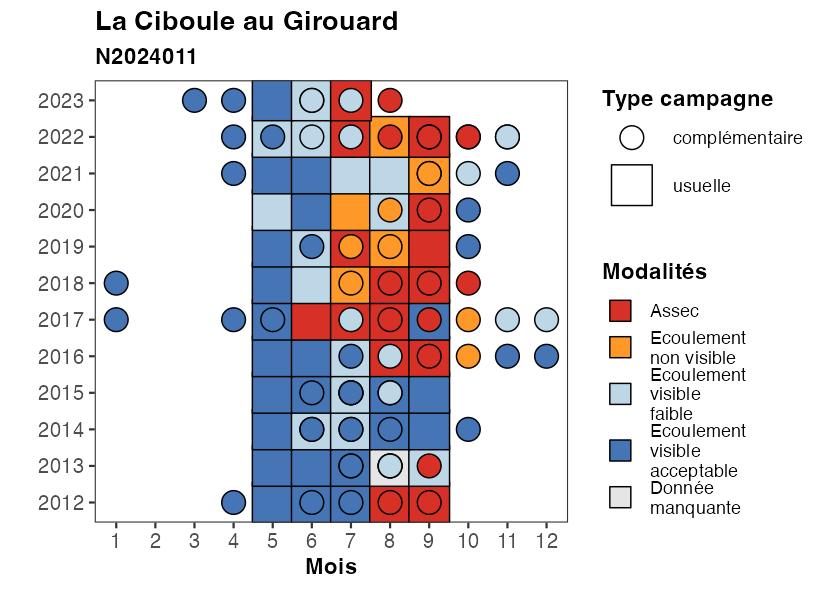 La Ciboule au Girouard
N2024011
2023
2022
2021
2020
2019
2018
2017
2016
2015
2014
2013
2012
1 2 3 4 5 6 7 8 9 10 11 12
Mois
Type campagne
complémentaire
usuelle
Modalités
Assec
Ecoulement
non visible
Ecoulement
visible
faible
Ecoulement
visible
acceptable
Donnée
manquante